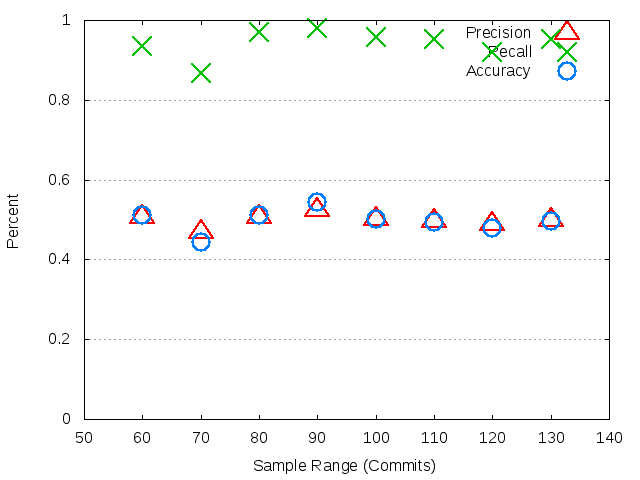 1
0.8
0.6
0.4
0.2
0
Percent
Precision
Recall
Accuracy
50 60 70 80 90 100 110 120 130 140
Sample Range (Commits)